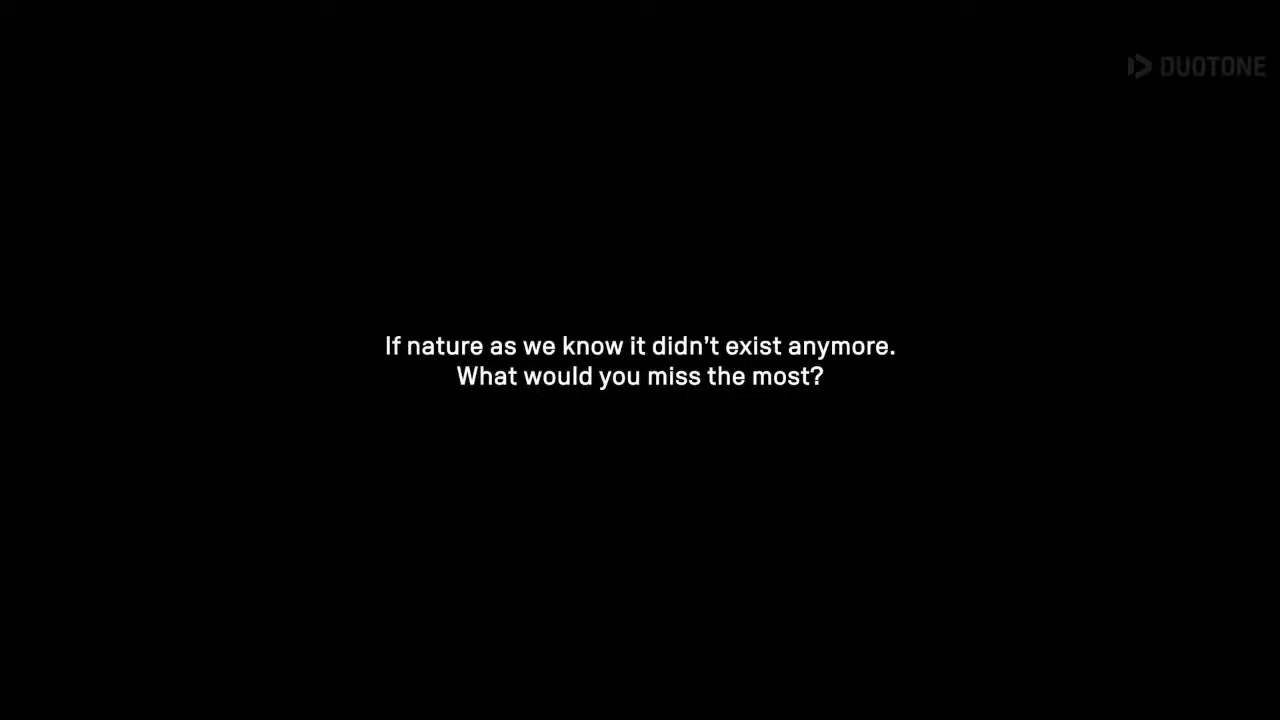 DUOTONE
If nature as we know it didn't exist anymore.
What would you miss the most?